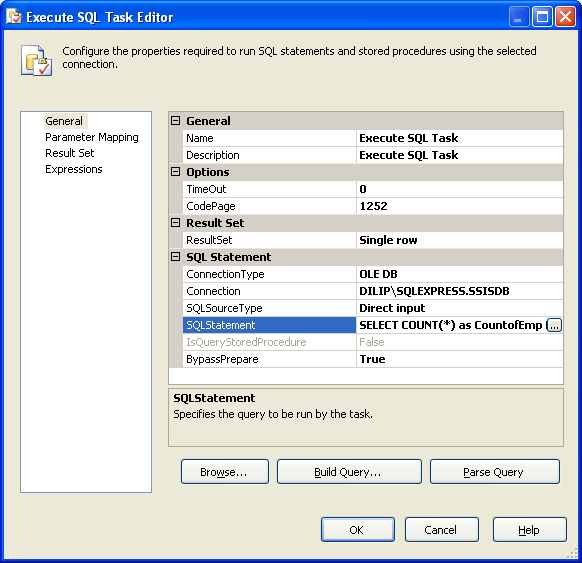 Execute SQL Task Editor
Configure the properties required to run SQL statements and stored procedures using the selected
connection.
General
Parameter Mapping
Result Set
Expressions
General
Name Execute SQL Task
Description Execute SQL Task
Options
TimeOut 0
CodePage 1252
Result Set
ResultSet Single row
SQL Statement
ConnectionType OLE DB
Connection DILIP\SQLEXPRESS.SSISDB
SQLSourceType Direct input
SQLStatement SELECT COUNT(*) as CountofEmp ...
IsQueryStoredProcedure False
BypassPrepare True
SQLStatement
Specifies the query to be run by the task.
Browse... Build Query... Parse Query
OK Cancel Help